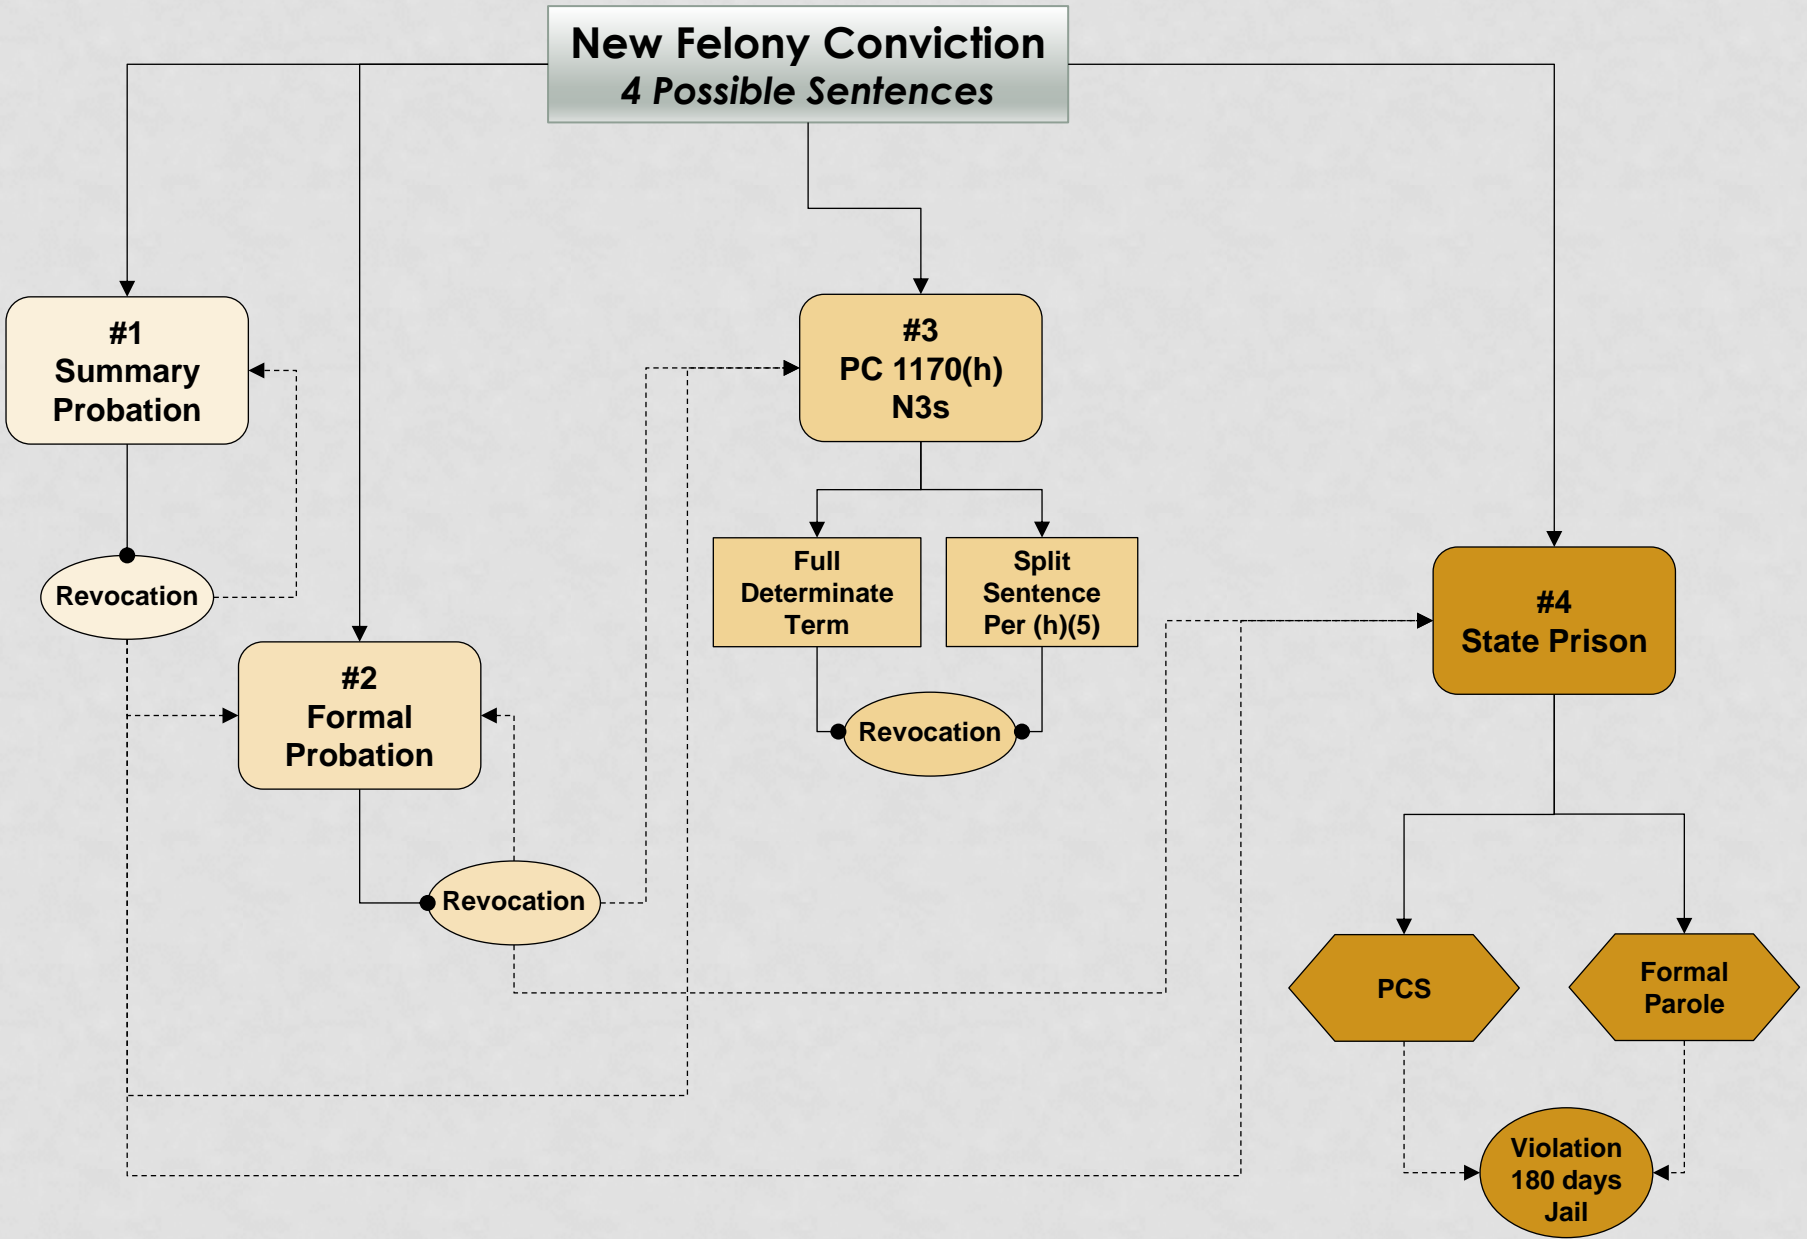 New Felony Conviction
4 Possible Sentences
#1
Summary
Probation
Revocation
#2
Formal
Probation
Revocation
#3
PC 1170(h)
N3s
Full
Determinate
Term
Split
Sentence
Per (h)(5)
Revocation
#4
State Prison
PCS
Formal
Parole
Violation
180 days
Jail